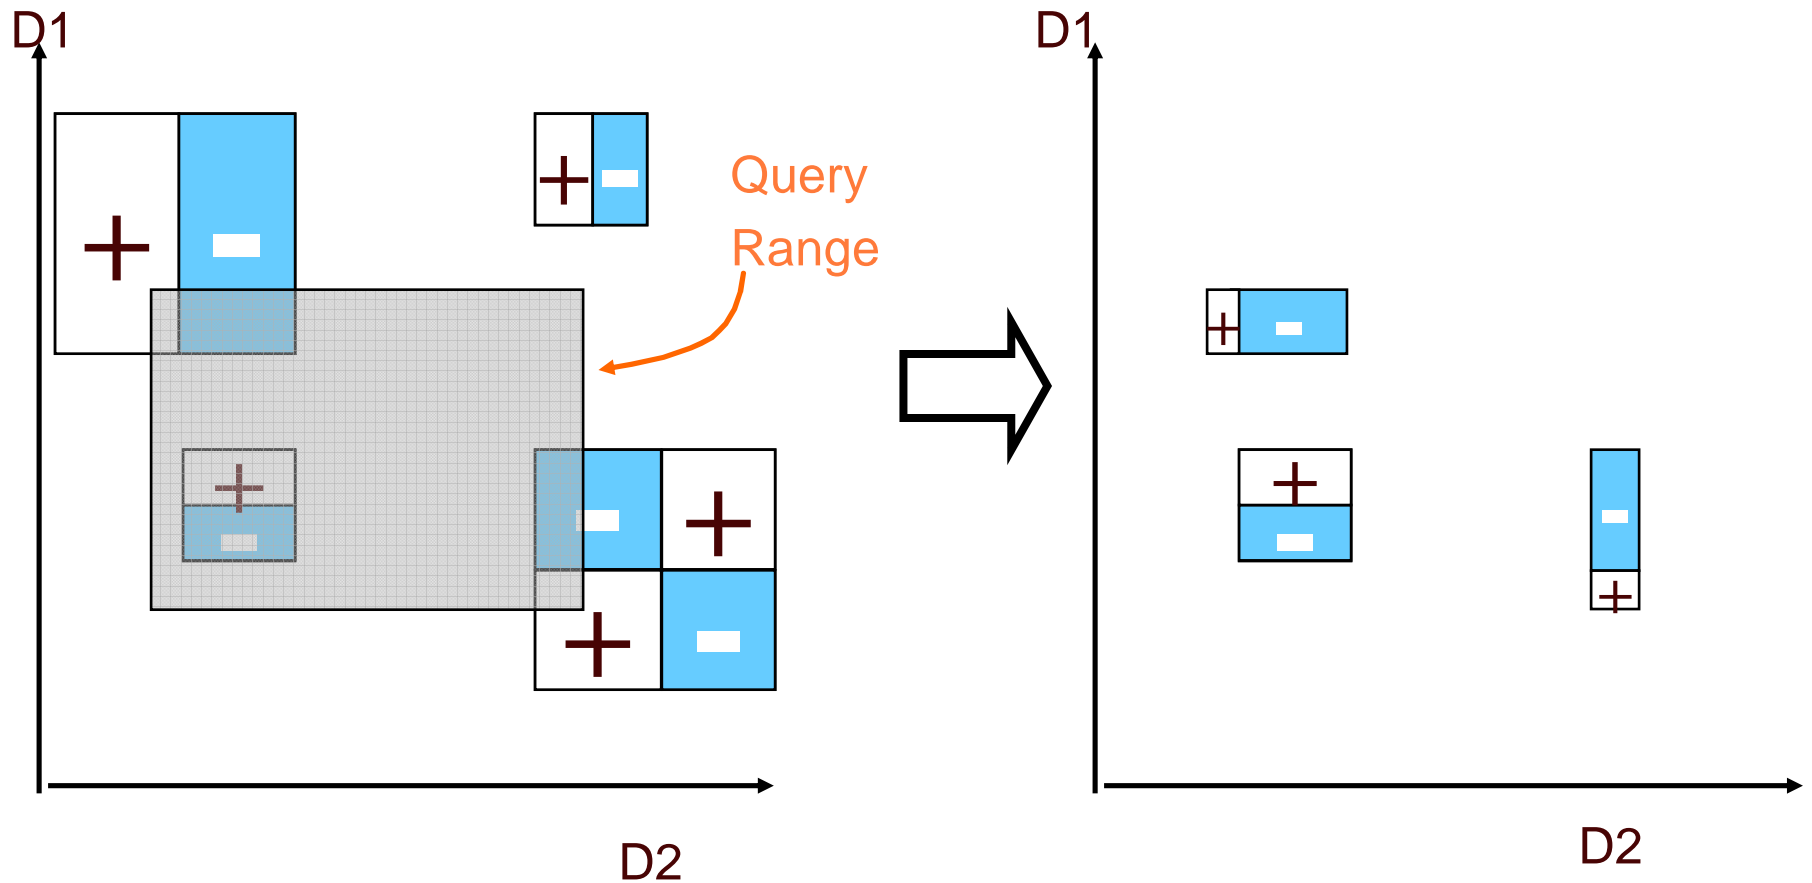 D1
D1
+
-
+
-
Query
Range
+
-
+
-
-
+
+
-
+
-
-
+
D2
D2